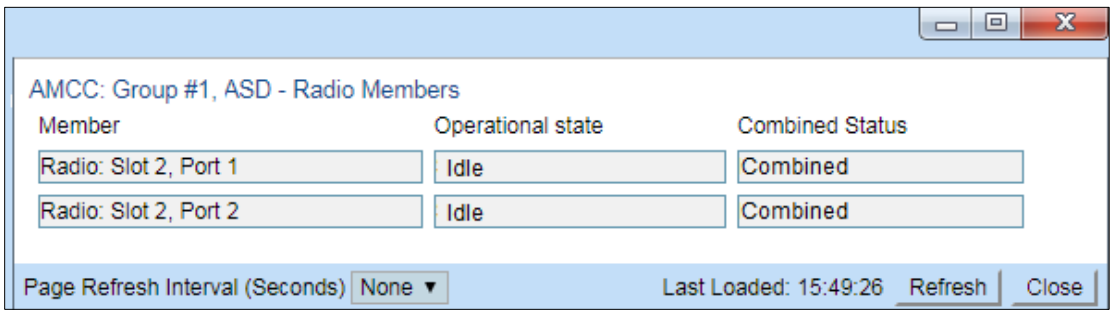 AMCC: Group #1, ASD - Radio Members
Member Operational state Combined Status
Radio: Slot 2, Port 1 Idle Combined
Radio: Slot 2, Port 2 Idle Combined
Page Refresh Interval (Seconds) None ▼ Last Loaded: 15:49:26 Refresh Close